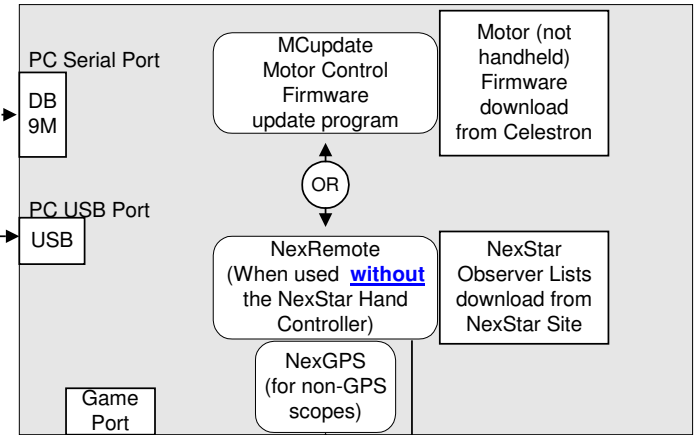 PC Serial Port
DB
9M
MCupdate
Motor Control
Firmware
update program
Motor (not
handheld)
Firmware
download
from Celestron
OR
PC USB Port
USB
NexRemote
(When used without
the NexStar Hand
Controller)
NexStar
Observer Lists
download from
NexStar Site
NexGPS
(for non-GPS
scopes)
Game
Port